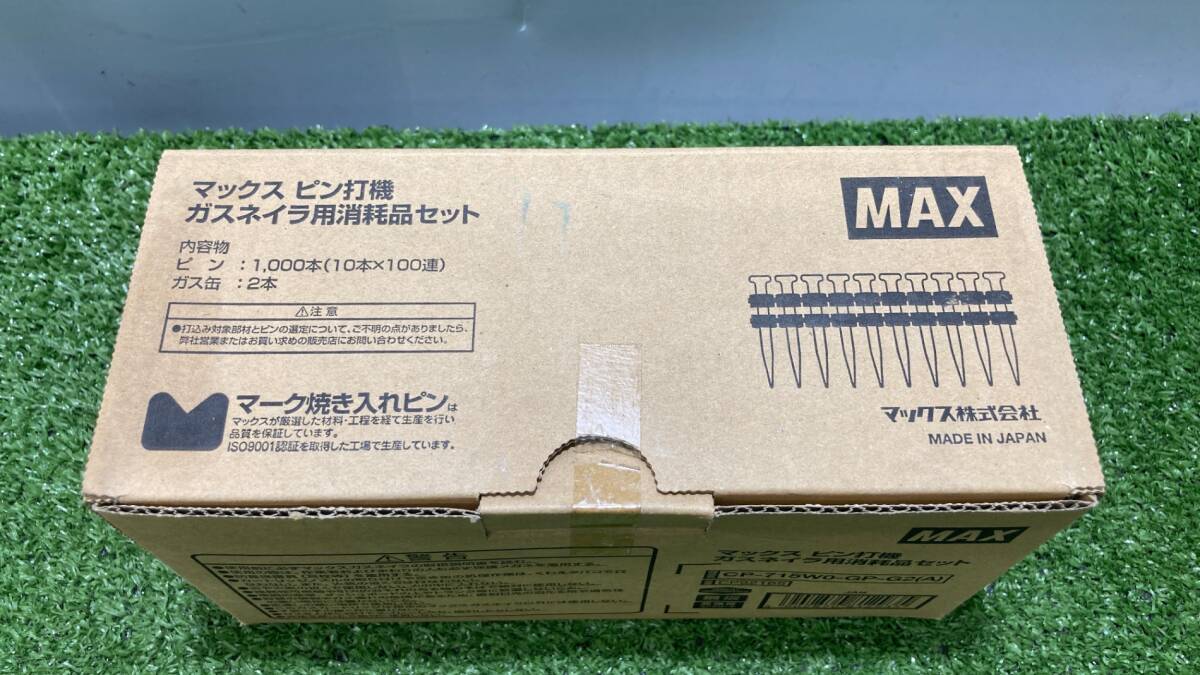 マックス ピン打機
ガスネイラ用消耗品セット
内容物
ピン：1,000本(10本×100連)
ガス缶：2本
⚠注意
●打込み対象部材とピンの選定について、ご不明の点がありましたら、
弊社営業またはお買い求めの販売店にお問い合わせください。
マーク焼き入れピンは
マックスが厳選した材料・工程を経て生産を行い
品質を保証しています。
ISO9001認証を取得した工場で生産しています。
MAX
マックス株式会社
MADE IN JAPAN
⚠警告
MAX
マックス ピン打機
ガスネイラ用消耗品セット
CP-715W0-GP-G2(A)